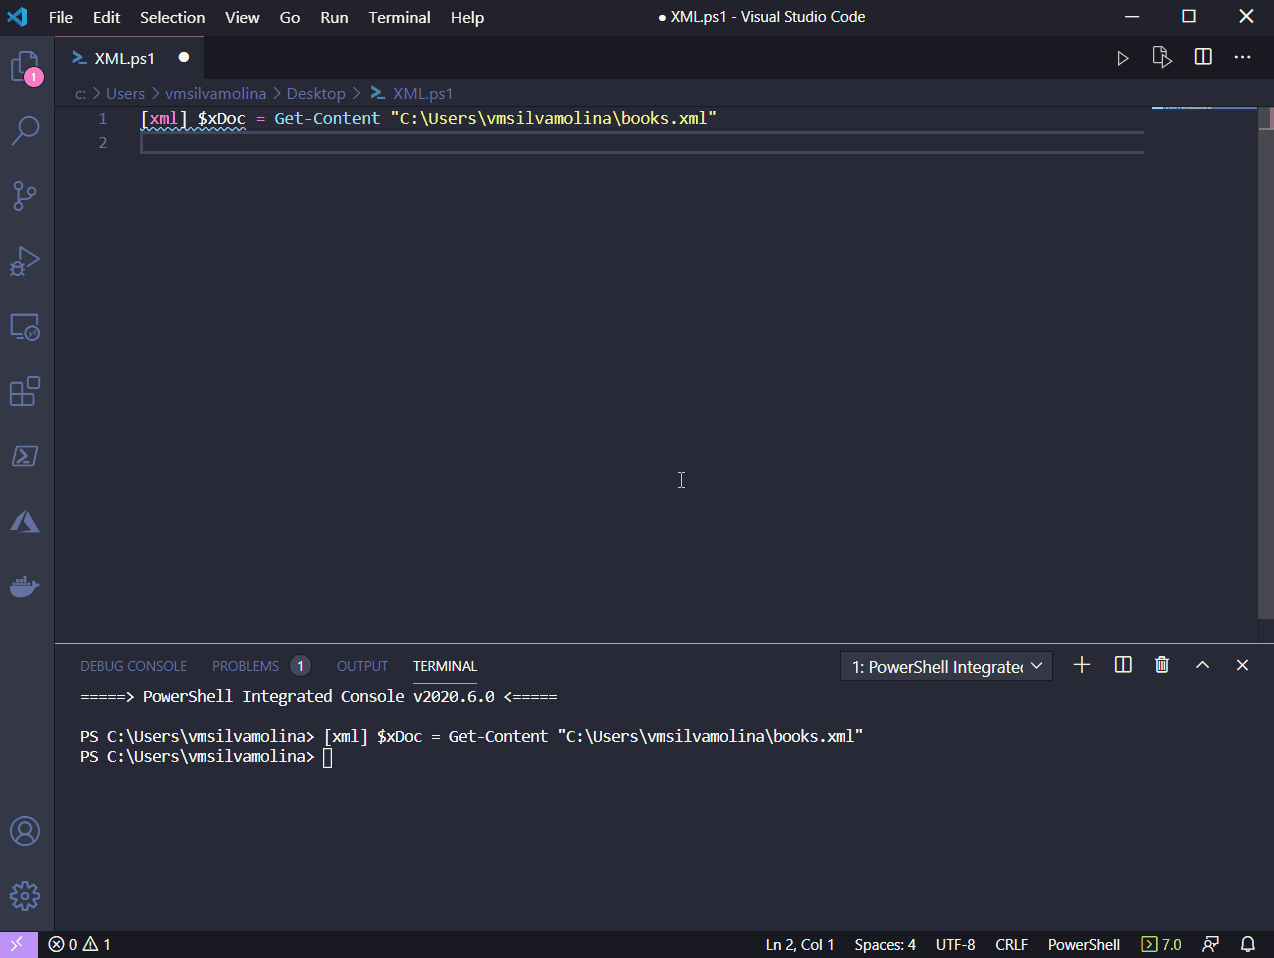 File Edit Selection View Go Run Terminal Help ● XML.ps1 - Visual Studio Code
XML.ps1
1
c: > Users > vmsilvamolina > Desktop > XML.ps1
1 [xml] $xDoc = Get-Content "C:\Users\vmsilvamolina\books.xml"
2
DEBUG CONSOLE PROBLEMS 1 OUTPUT TERMINAL 1: PowerShell Integrated
=====> PowerShell Integrated Console v2020.6.0 <=====
PS C:\Users\vmsilvamolina> [xml] $xDoc = Get-Content "C:\Users\vmsilvamolina\books.xml"
PS C:\Users\vmsilvamolina>
0 1 Ln 2, Col 1 Spaces: 4 UTF-8 CRLF PowerShell 7.0